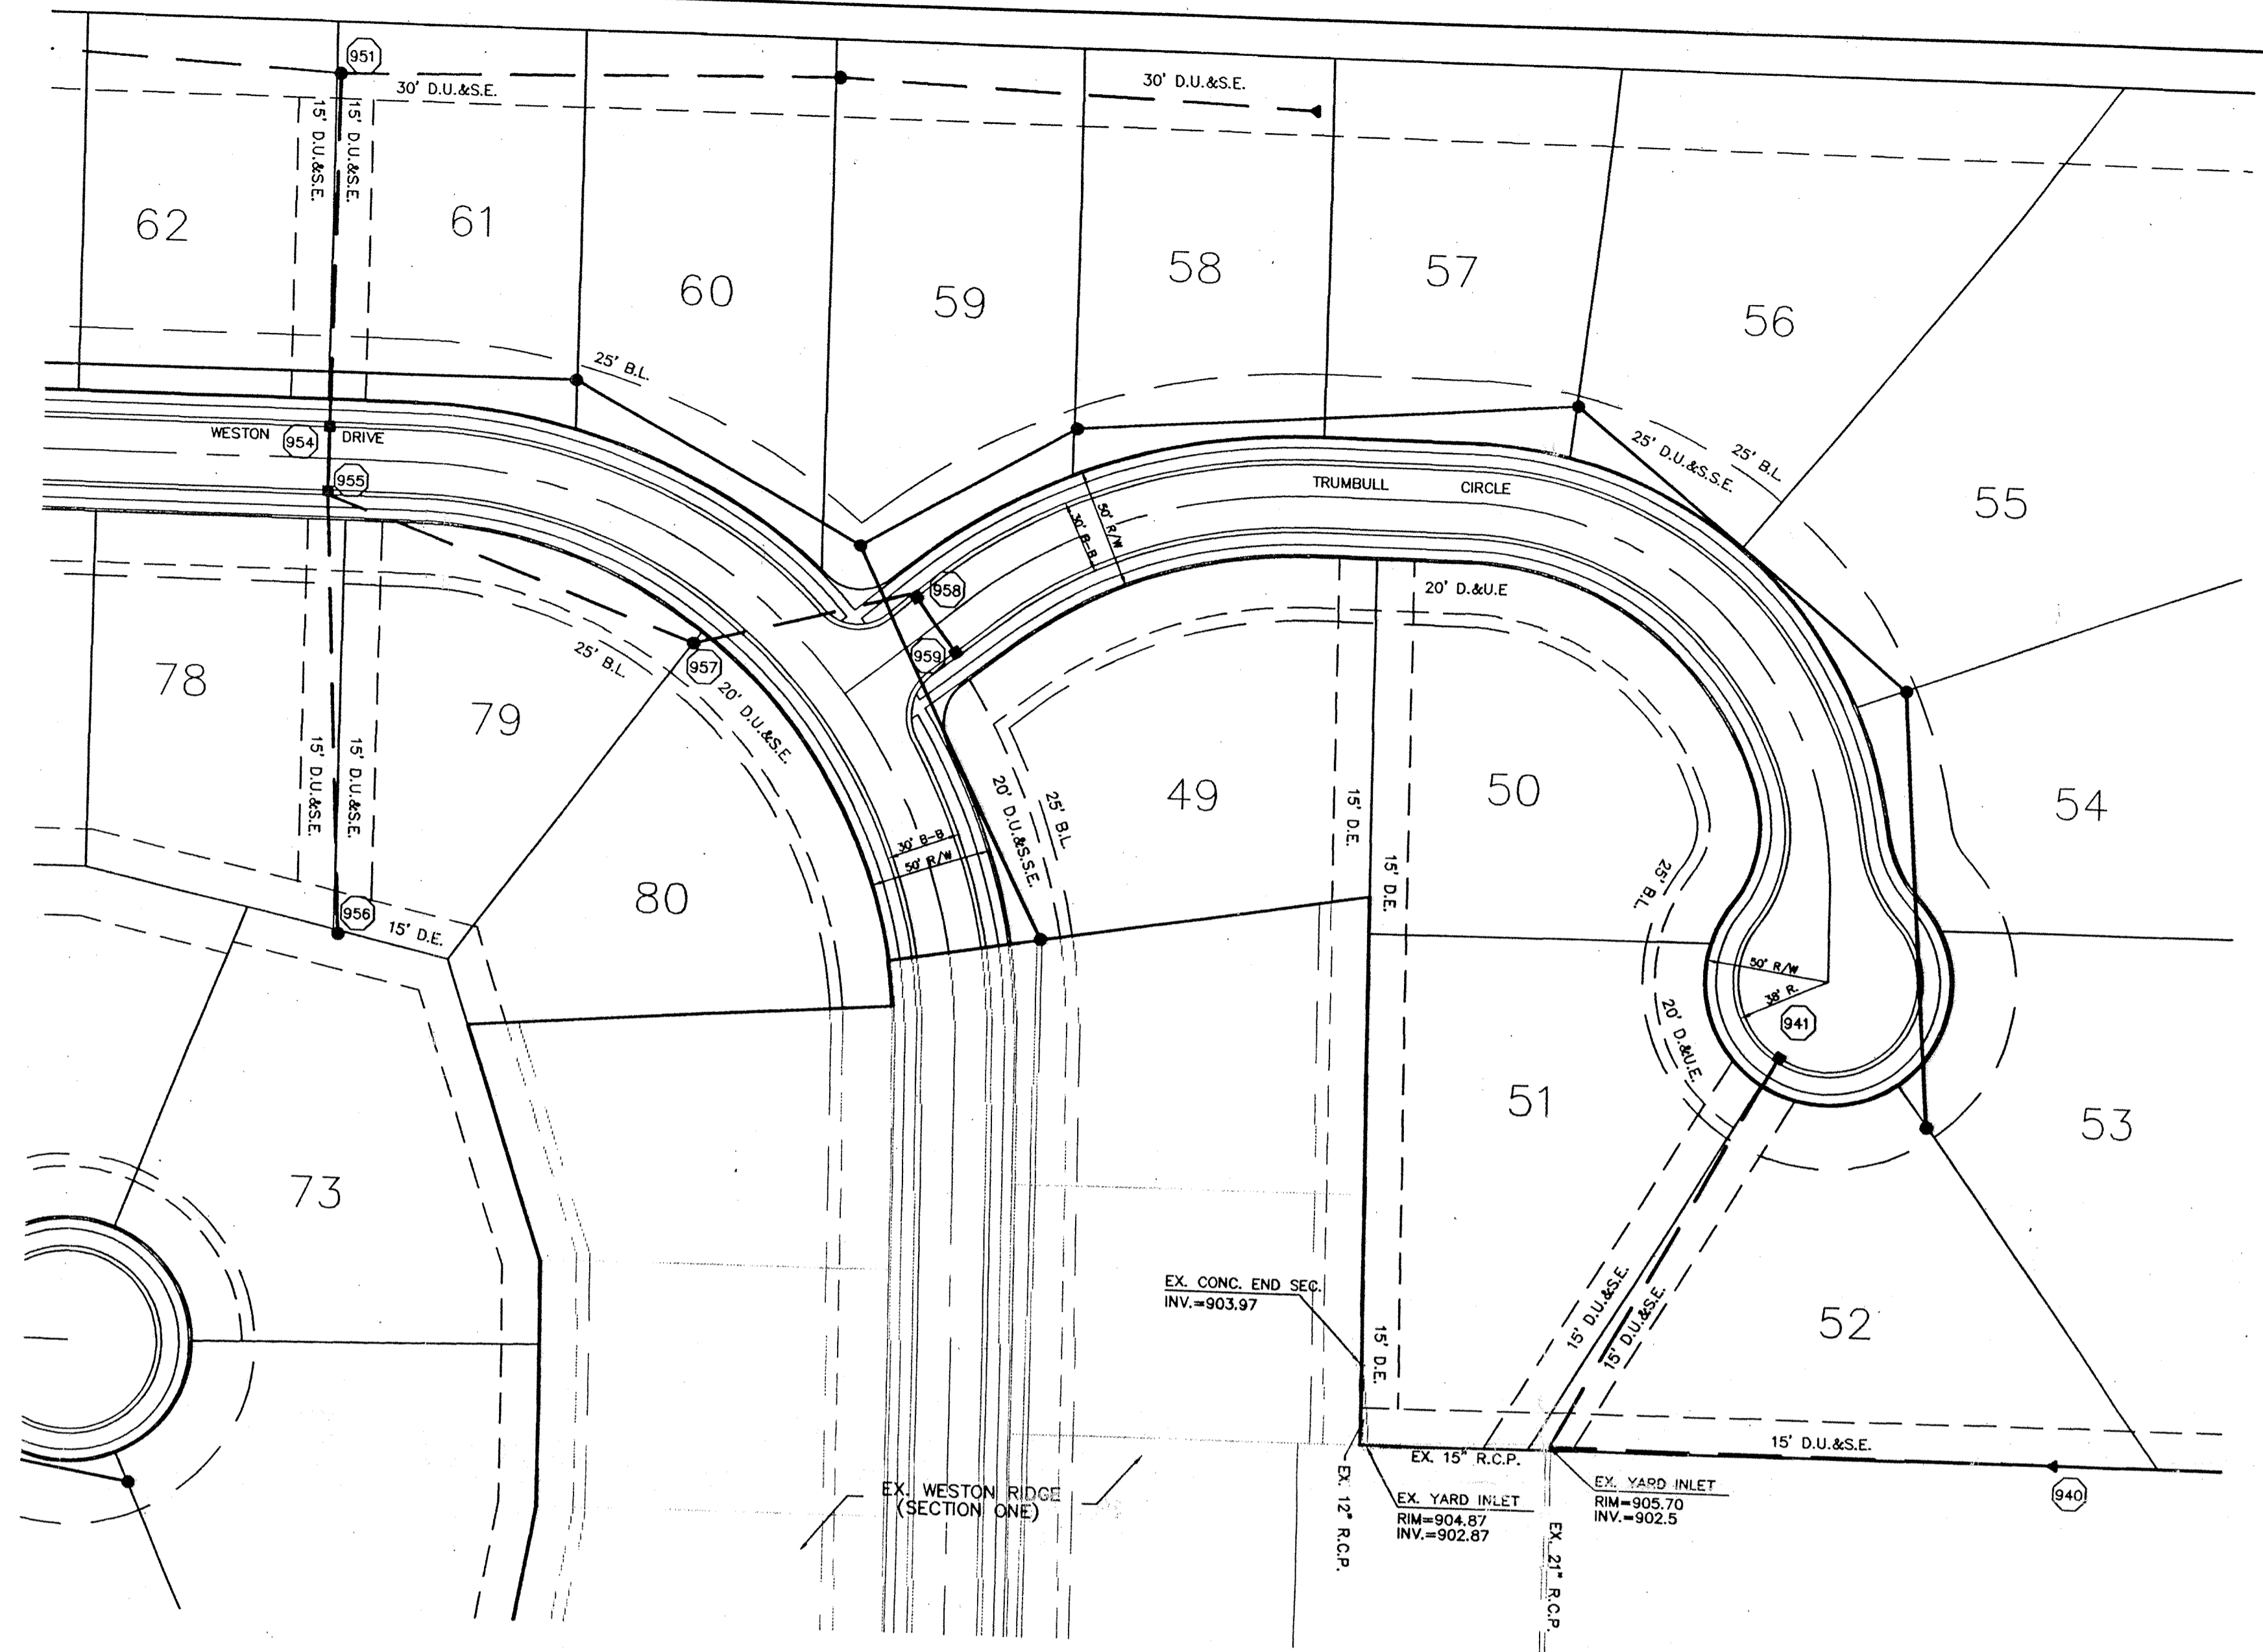 951
30' D.U.&S.E.
30' D.U.&S.E.
15' D.U.&S.E.
15' D.U.&S.E.
62
61
60
59
58
57
56
25' B.L.
25' B.L.
25' D.U.&S.S.E.
WESTON
954
DRIVE
955
TRUMBULL
CIRCLE
55
50' R/W
30' B-B
958
20' D.&U.E
959
957
25' B.L.
20' D.U.&S.E.
78
79
15' D.U.&S.E.
15' D.U.&S.E.
49
50
54
15' D.E.
15' D.E.
20' D.U.&S.S.E.
25' B.L.
30' B-B
50' R/W
25' B.L.
80
956
15' D.E.
50' R/W
38' R.
941
20' D.&U.E.
51
53
73
EX. CONC. END SEC.
INV.=903.97
15' D.U.&S.E.
15' D.U.&S.E.
52
15' D.E.
15' D.U.&S.E.
EX. 15" R.C.P.
EX. WESTON RIDGE
(SECTION ONE)
EX. 12" R.C.P.
EX. YARD INLET
RIM=904.87
INV.=902.87
EX. YARD INLET
RIM=905.70
INV.=902.5
940
EX. 21" R.C.P.